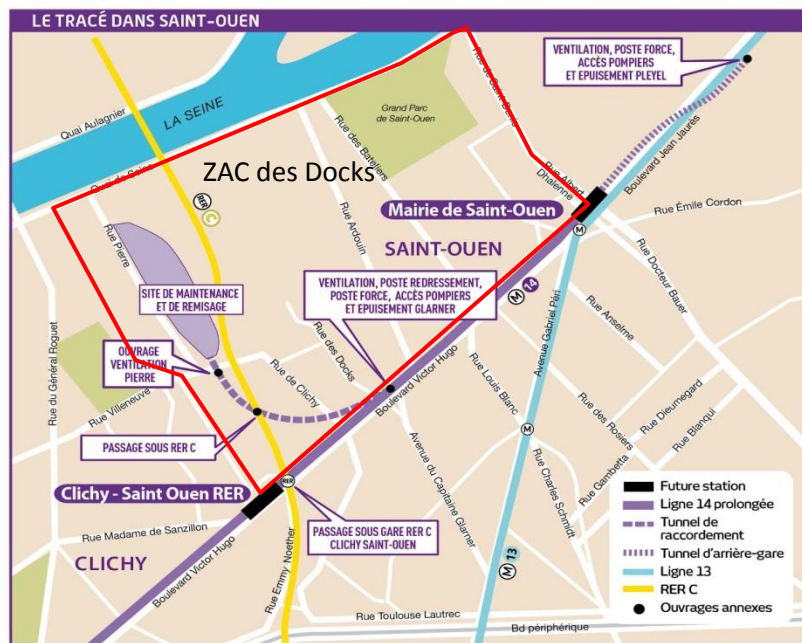 LE TRACÉ DANS SAINT-OUEN
VENTILATION, POSTE FORCE,
ACCÈS POMPIERS
ET EPUISEMENT PLEYEL
Quai Aulagnier
LA SEINE
Quai de Seine
Grand Parc
de Saint-Ouen
Rue de Saint-Denis
Rue des Bateliers
ZAC des Docks
RER
C
Rue Albert
Dhalenne
Boulevard Jean Jaurès
Mairie de Saint-Ouen
M
Rue Émile Cordon
Rue Pierre
Rue Ardouin
SAINT-OUEN
Rue Docteur Bauer
SITE DE MAINTENANCE
ET DE REMISAGE
VENTILATION, POSTE REDRESSEMENT,
POSTE FORCE, ACCÈS POMPIERS
ET EPUISEMENT GLARNER
M 14
Avenue Gabriel Péri
Rue Anselme
Rue du Général Roguet
OUVRAGE
VENTILATION
PIERRE
Rue des Docks
Rue de Clichy
Boulevard Victor Hugo
Rue Louis Blanc
Rue Villeneuve
Rue des Rosiers
Rue Dieumegard
Rue Blanqui
PASSAGE SOUS RER C
Avenue du Capitaine Glarner
M
Rue Gambetta
Rue Charles Schmidt
Clichy - Saint Ouen RER
RER
Rue Madame de Sanzillon
PASSAGE SOUS GARE RER C
CLICHY SAINT-OUEN
CLICHY
Boulevard Victor Hugo
Rue Emmy Noether
M 13
Rue Toulouse Lautrec
Bd périphérique
Future station
Ligne 14 prolongée
Tunnel de
raccordement
Tunnel d'arrière-gare
Ligne 13
RER C
Ouvrages annexes